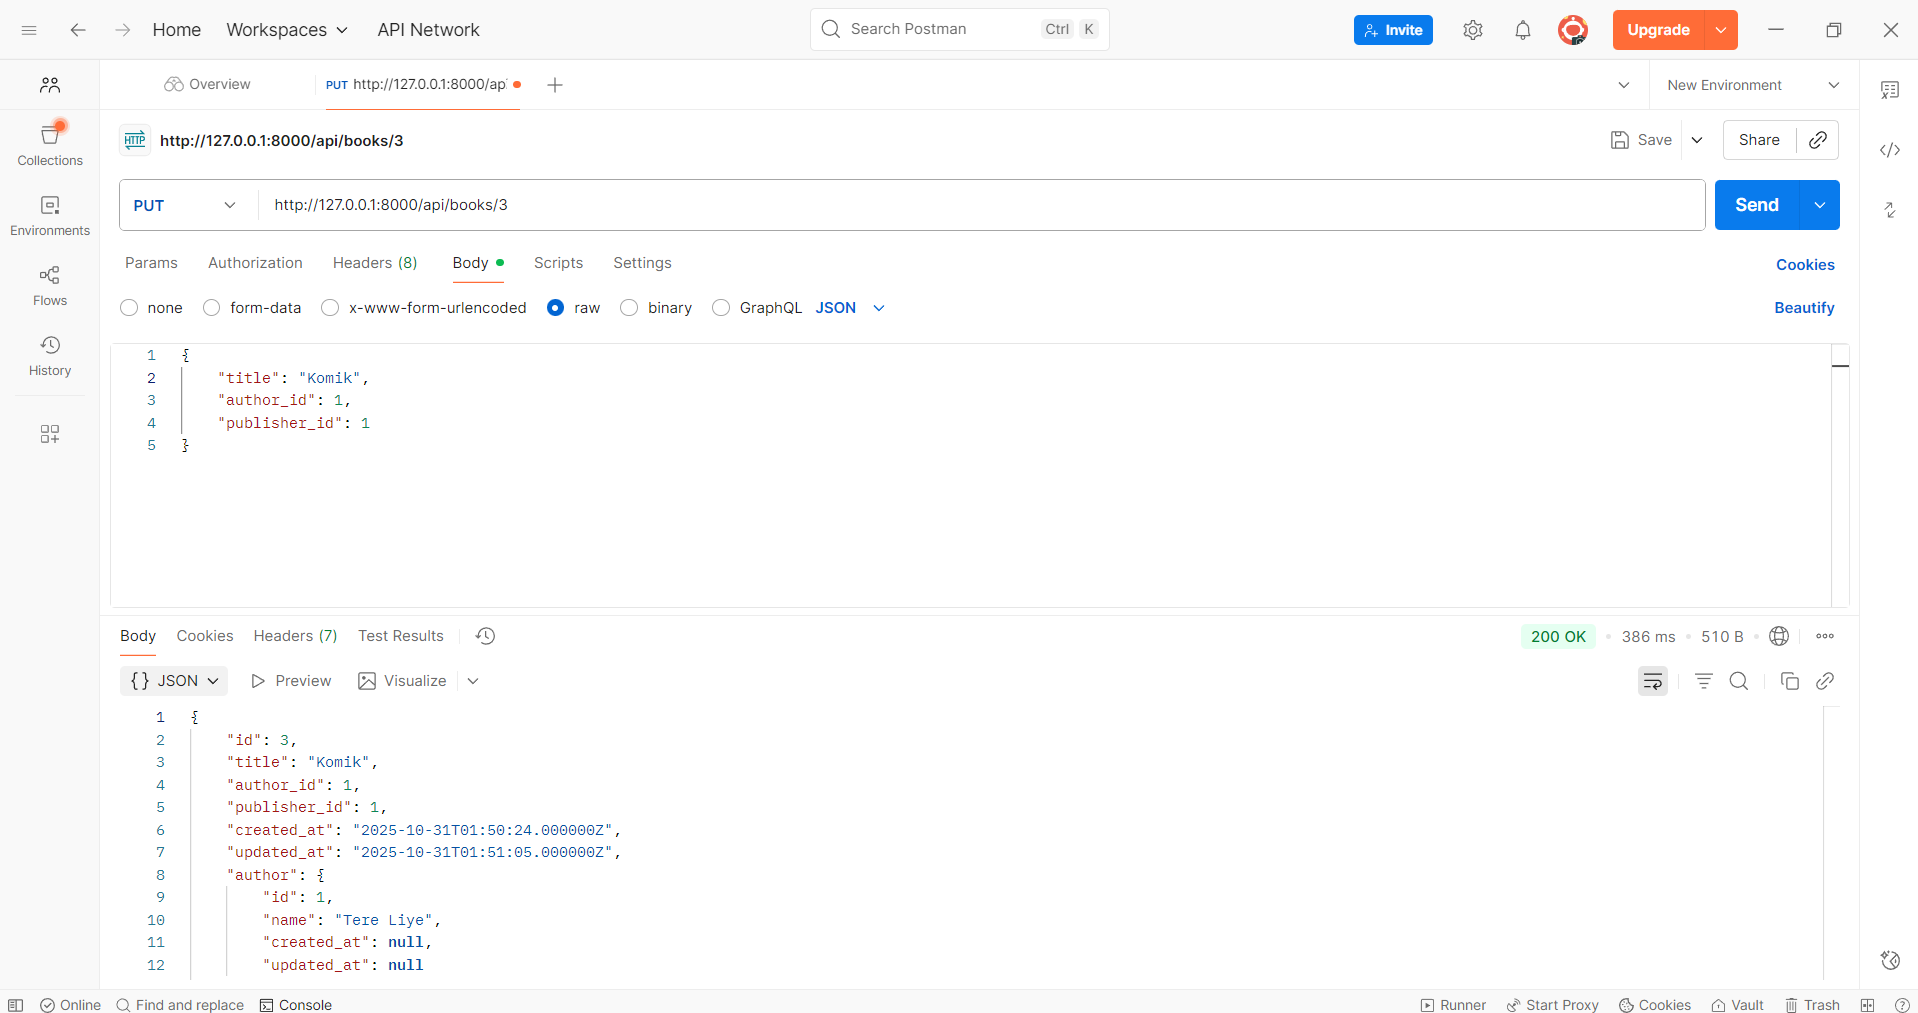 Home Workspaces API Network Search Postman Ctrl K Invite Upgrade
Overview PUT http://127.0.0.1:8000/ap New Environment
HTTP http://127.0.0.1:8000/api/books/3 Save Share
Collections
Environments
Flows
History
PUT http://127.0.0.1:8000/api/books/3 Send
Params Authorization Headers (8) Body Scripts Settings Cookies
none form-data x-www-form-urlencoded raw binary GraphQL JSON Beautify
1 {
2 "title": "Komik",
3 "author_id": 1,
4 "publisher_id": 1
5 }
Body Cookies Headers (7) Test Results 200 OK 386 ms 510 B
{} JSON Preview Visualize
1 {
2 "id": 3,
3 "title": "Komik",
4 "author_id": 1,
5 "publisher_id": 1,
6 "created_at": "2025-10-31T01:50:24.000000Z",
7 "updated_at": "2025-10-31T01:51:05.000000Z",
8 "author": {
9 "id": 1,
10 "name": "Tere Liye",
11 "created_at": null,
12 "updated_at": null
Online Find and replace Console Runner Start Proxy Cookies Vault Trash